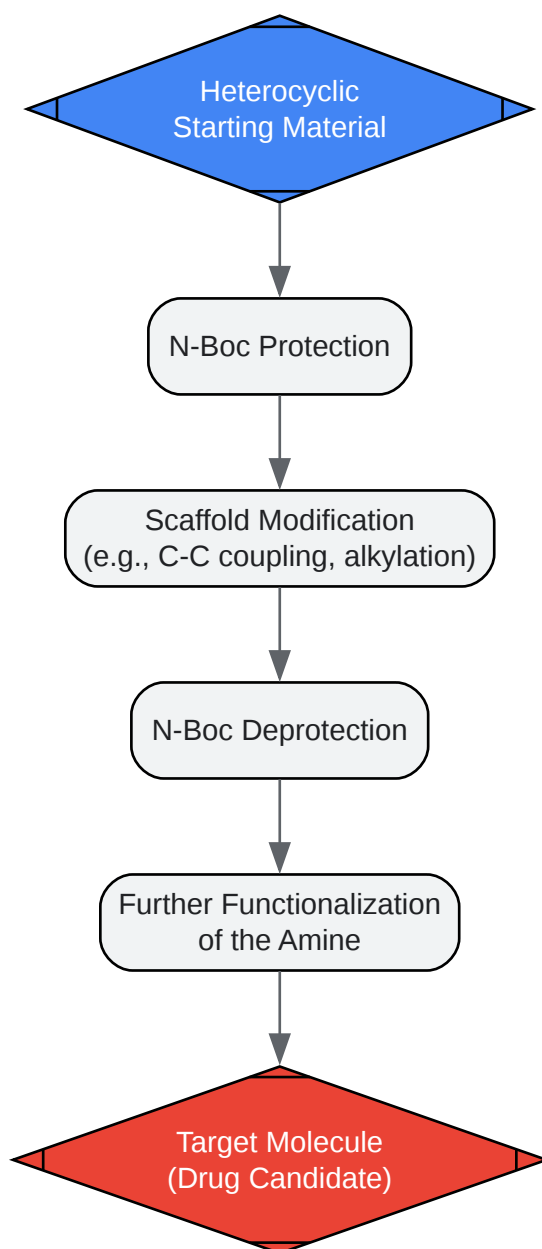 Heterocyclic
Starting Material
N-Boc Protection
Scaffold Modification
(e.g., C-C coupling, alkylation)
N-Boc Deprotection
Further Functionalization
of the Amine
Target Molecule
(Drug Candidate)